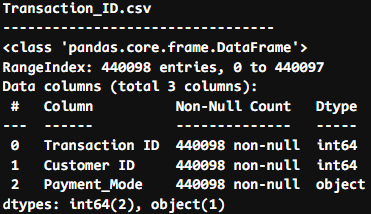 Transaction_ID.csv
---------------------------------
<class 'pandas.core.frame.DataFrame'>
RangeIndex: 440098 entries, 0 to 440097
Data columns (total 3 columns):
 #   Column          Non-Null Count   Dtype
---  ------          --------------   -----
 0   Transaction ID  440098 non-null  int64
 1   Customer ID     440098 non-null  int64
 2   Payment_Mode    440098 non-null  object
dtypes: int64(2), object(1)